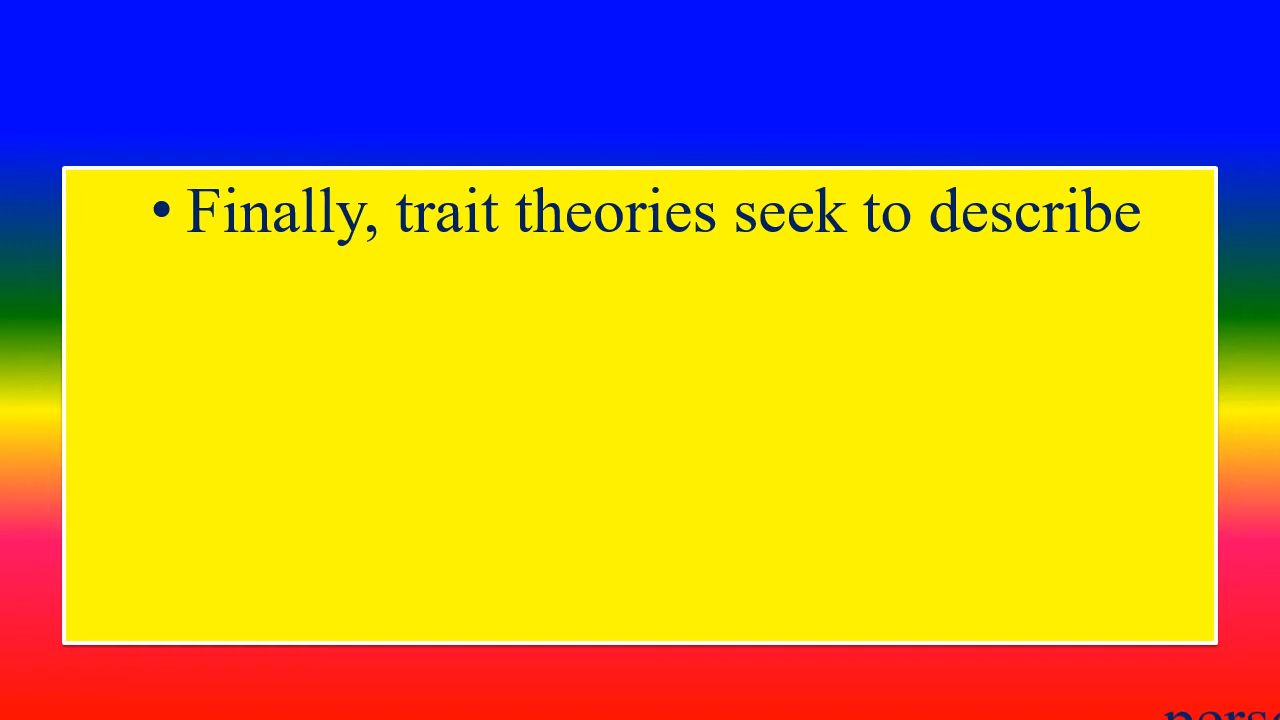 • Finally, trait theories seek to describe